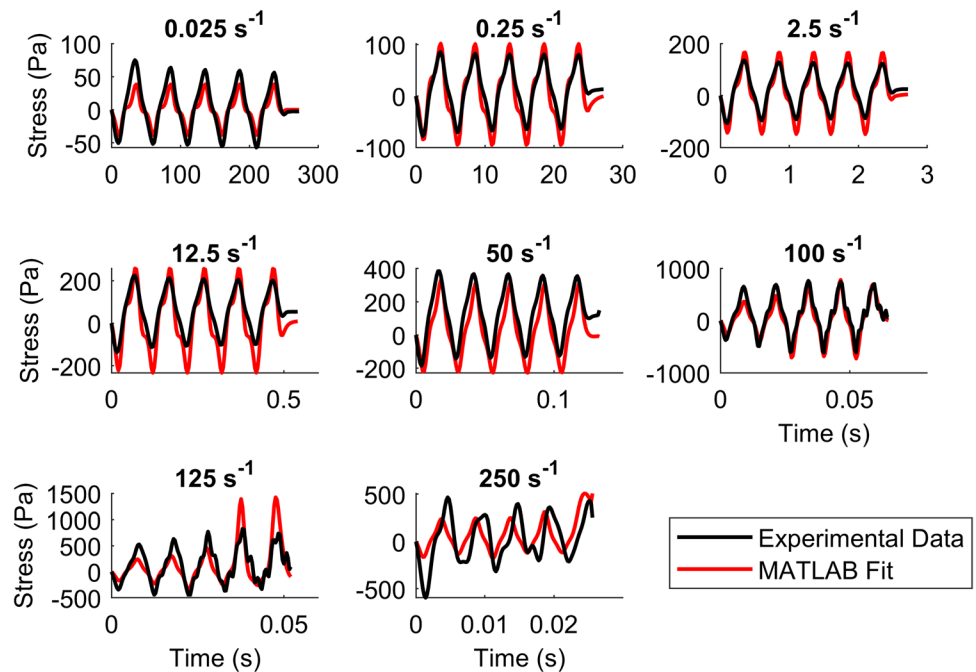 0.025 s-1
0.25 s-1
2.5 s-1
Stress (Pa)
100
50
0
-50
0 100 200 300
100
0
-100
0 10 20 30
200
0
-200
0 1 2 3
12.5 s-1
50 s-1
100 s-1
Stress (Pa)
200
0
-200
0 0.5
400
200
0
-200
0 0.1
1000
0
-1000
0 0.05
Time (s)
125 s-1
250 s-1
Stress (Pa)
1500
1000
500
0
-500
0 0.05
Time (s)
500
0
-500
0 0.01 0.02
Time (s)
Experimental Data
MATLAB Fit